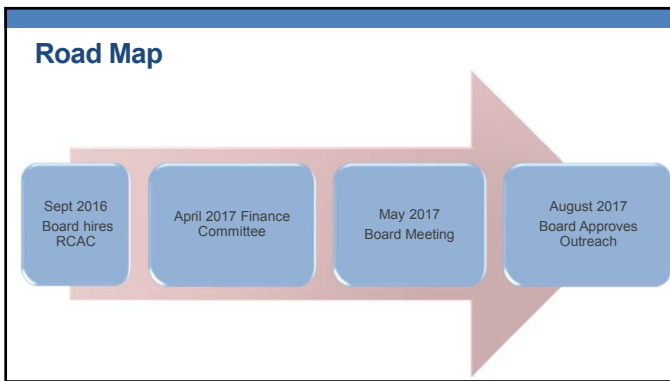 Road Map
Sept 2016
Board hires
RCAC
April 2017 Finance
Committee
May 2017
Board Meeting
August 2017
Board Approves
Outreach